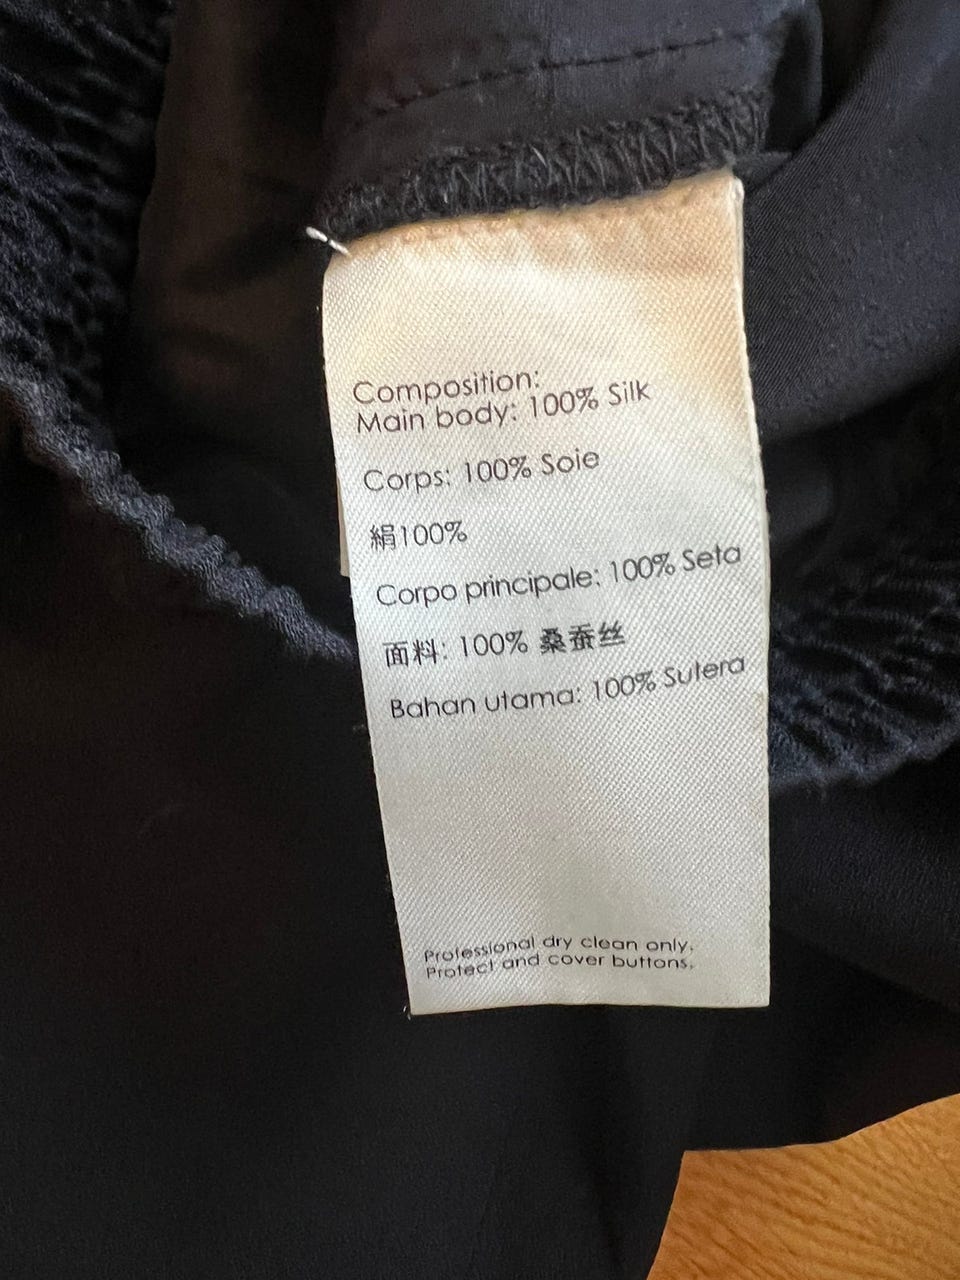 Composition:
Main body: 100% Silk
Corps: 100% Soie
絹100%
Corpo principale: 100% Seta
面料: 100% 桑蚕丝
Bahan utama: 100% Sutera
Professional dry clean only.
Protect and cover buttons.